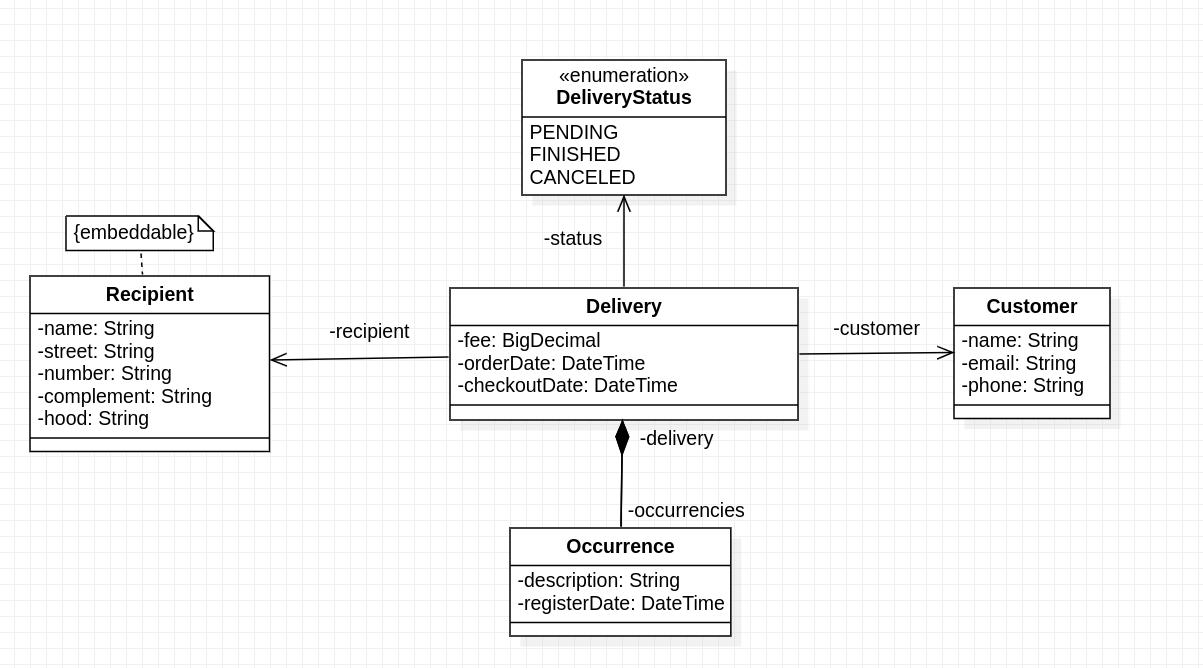 «enumeration»
DeliveryStatus
PENDING
FINISHED
CANCELED
{embeddable}
-status
Recipient
-name: String
-street: String
-number: String
-complement: String
-hood: String
-recipient
Delivery
-fee: BigDecimal
-orderDate: DateTime
-checkoutDate: DateTime
-customer
Customer
-name: String
-email: String
-phone: String
-delivery
-occurrencies
Occurrence
-description: String
-registerDate: DateTime